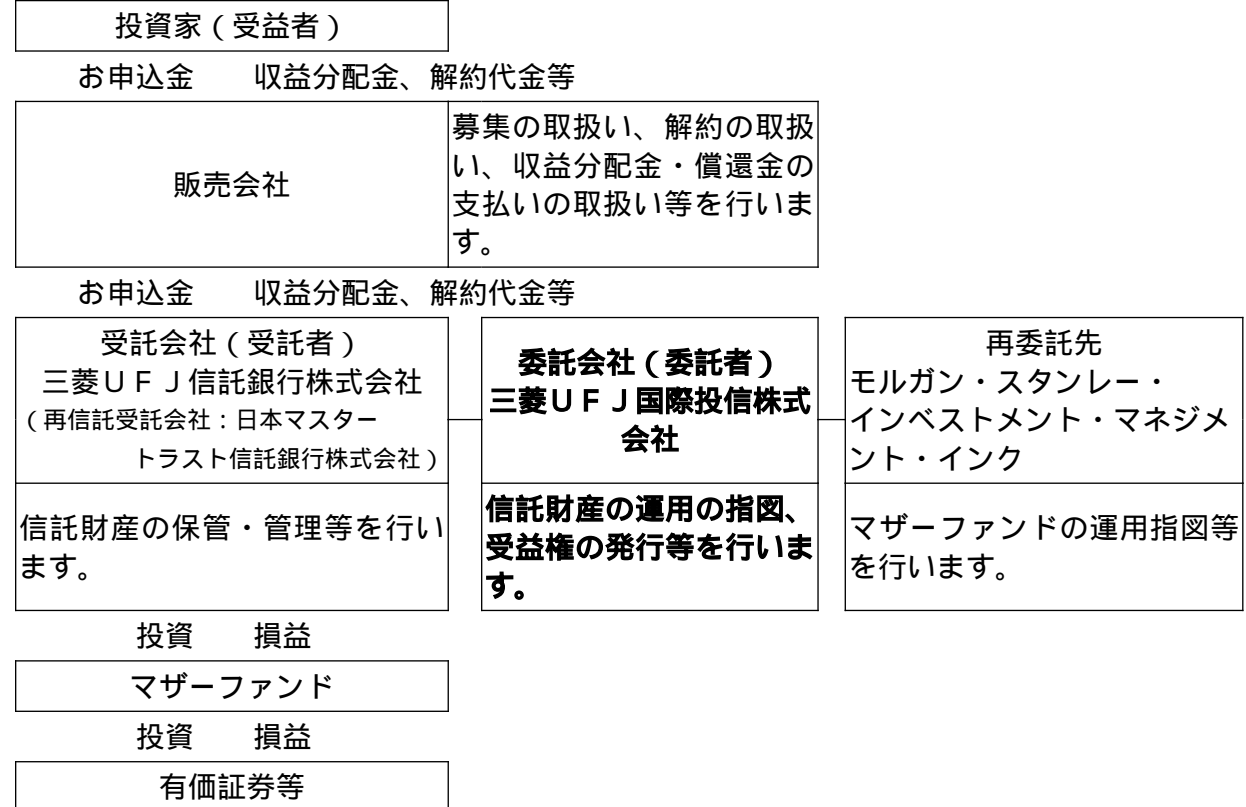 投資家（受益者）
お申込金　　収益分配金、解約代金等
販売会社
募集の取扱い、解約の取扱
い、収益分配金・償還金の
支払いの取扱い等を行いま
す。
お申込金　　収益分配金、解約代金等
受託会社（受託者）
三菱ＵＦＪ信託銀行株式会社
（再信託受託会社：日本マスター
トラスト信託銀行株式会社）
委託会社（委託者）
三菱ＵＦＪ国際投信株式
会社
再委託先
モルガン・スタンレー・
インベストメント・マネジメ
ント・インク
信託財産の保管・管理等を行い
ます。
信託財産の運用の指図、
受益権の発行等を行いま
す。
マザーファンドの運用指図等
を行います。
投資　　損益
マザーファンド
投資　　損益
有価証券等